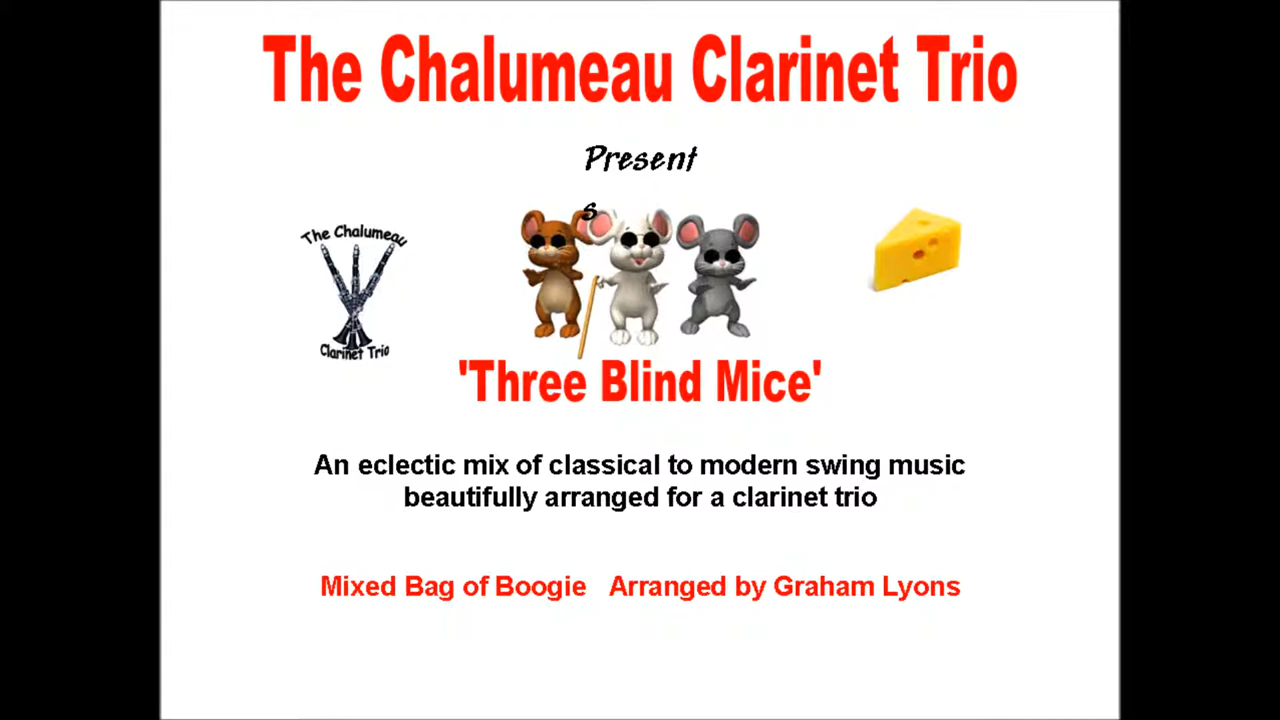 The Chalumeau Clarinet Trio
Present
s
The Chalumeau
Clarinet Trio
'Three Blind Mice'
An eclectic mix of classical to modern swing music
beautifully arranged for a clarinet trio
Mixed Bag of Boogie Arranged by Graham Lyons